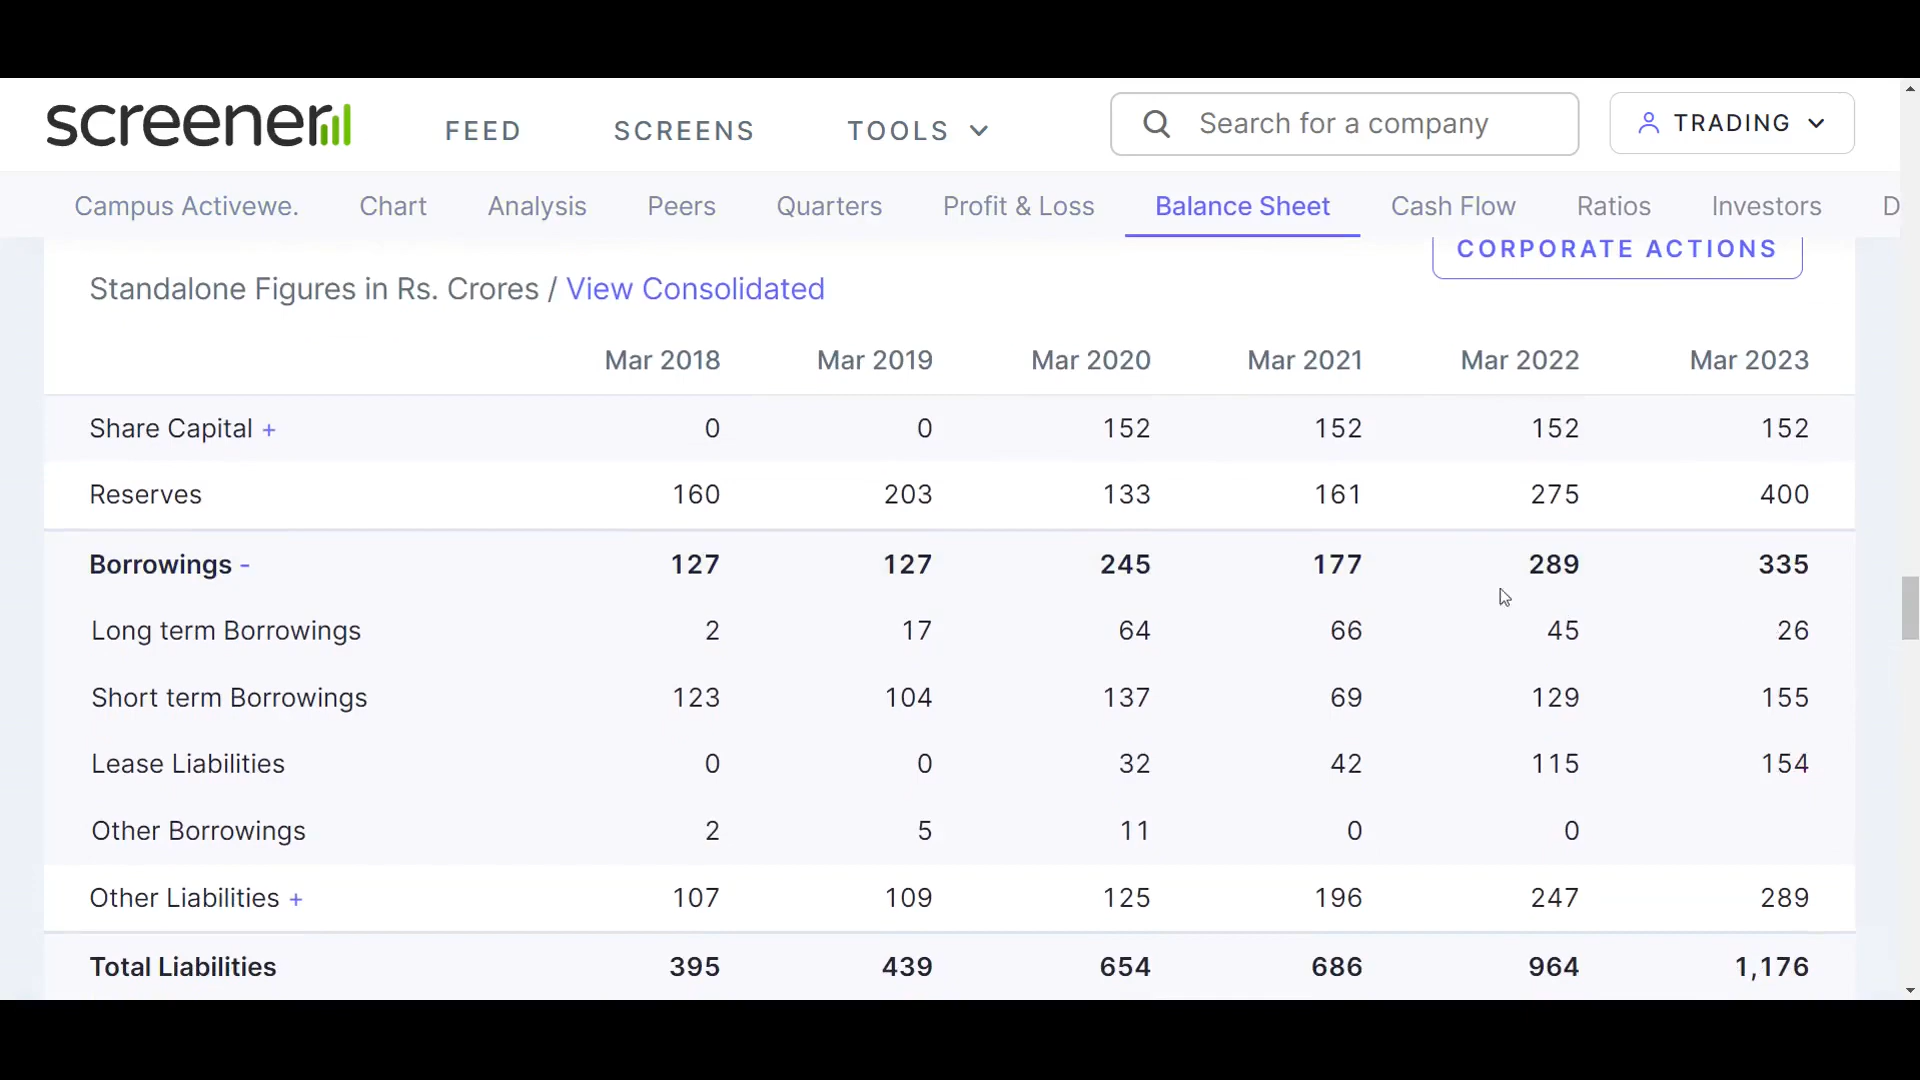 screener FEED SCREENS TOOLS Search for a company TRADING
Campus Activewe. Chart Analysis Peers Quarters Profit & Loss Balance Sheet Cash Flow Ratios Investors D
CORPORATE ACTIONS
Standalone Figures in Rs. Crores / View Consolidated
Mar 2018 Mar 2019 Mar 2020 Mar 2021 Mar 2022 Mar 2023
Share Capital + 0 0 152 152 152 152
Reserves 160 203 133 161 275 400
Borrowings - 127 127 245 177 289 335
Long term Borrowings 2 17 64 66 45 26
Short term Borrowings 123 104 137 69 129 155
Lease Liabilities 0 0 32 42 115 154
Other Borrowings 2 5 11 0 0
Other Liabilities + 107 109 125 196 247 289
Total Liabilities 395 439 654 686 964 1,176